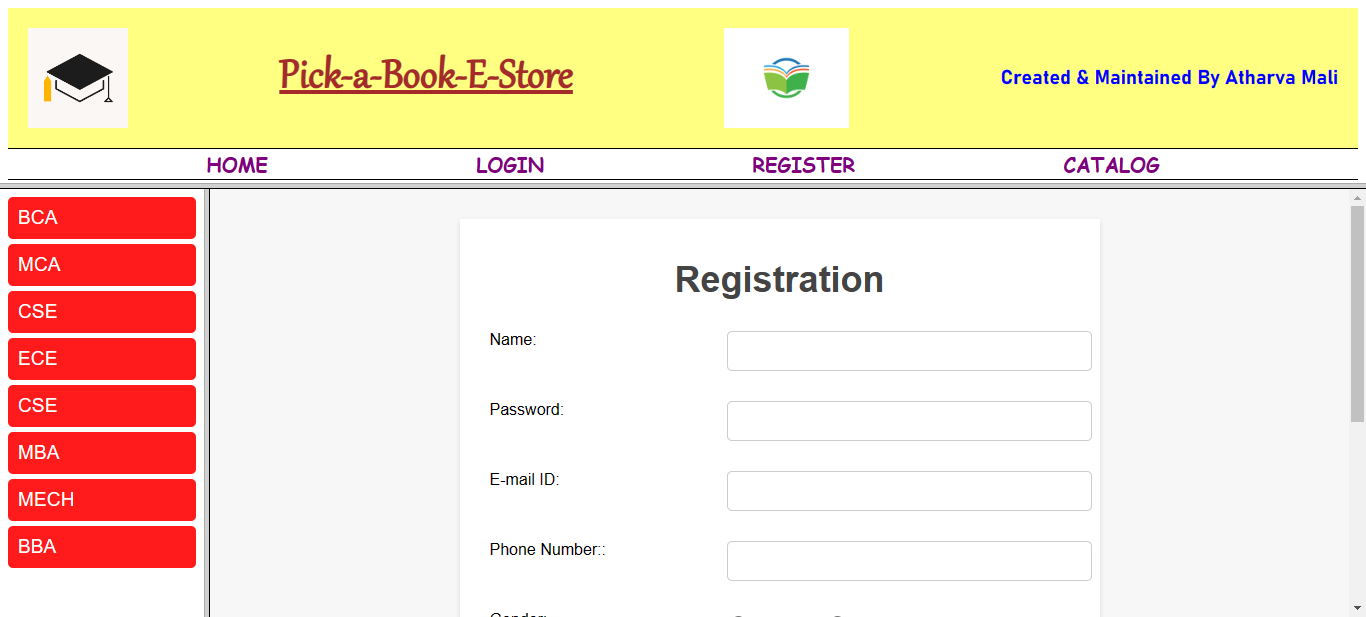 Pick-a-Book-E-Store
Created & Maintained By Atharva Mali
HOME LOGIN REGISTER CATALOG
BCA
MCA
CSE
ECE
CSE
MBA
MECH
BBA
Registration
Name:
Password:
E-mail ID:
Phone Number::